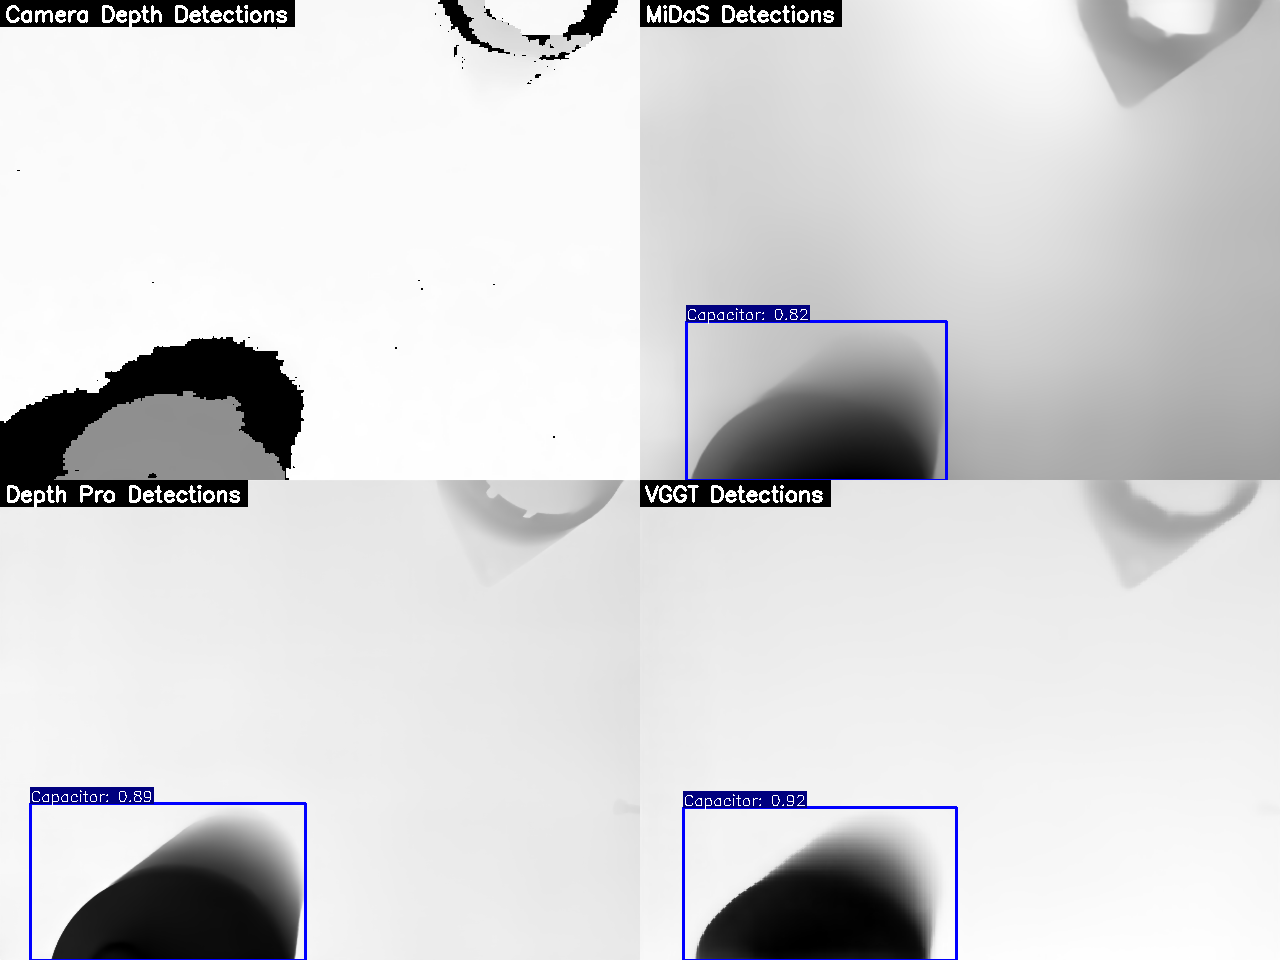 Camera Depth Detections
MiDaS Detections
Capacitor: 0.82
Depth Pro Detections
VGGT Detections
Capacitor: 0.89
Capacitor: 0.92